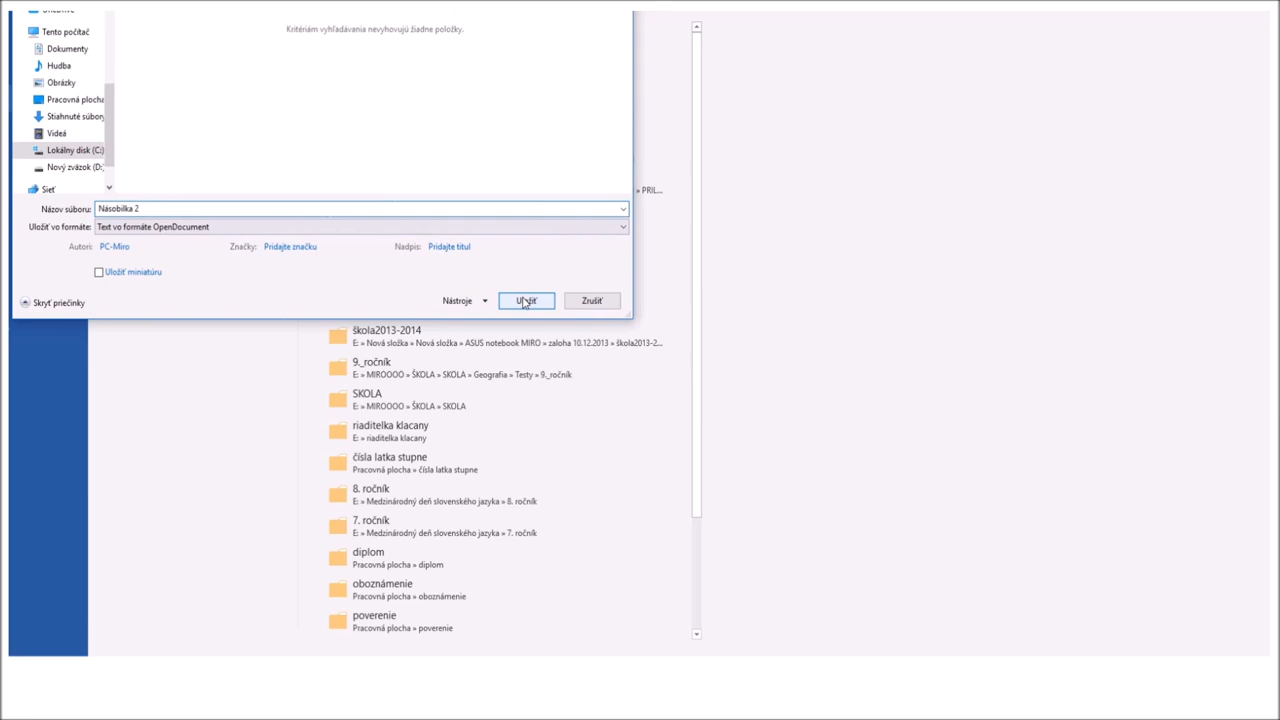 Kritériám vyhľadávania nevyhovujú žiadne položky.
Tento počítač
Dokumenty
Hudba
Obrázky
Pracovná plocha
Stiahnuté súbory
Videá
Lokálny disk (C:)
Nový zväzok (D:
Sieť
» PRIL...
Názov súboru: Násobilka 2
Uložiť vo formáte: Text vo formáte OpenDocument
Autori: PC-Miro Značky: Pridajte značku Nadpis: Pridajte titul
Uložiť miniatúru
Skryť priečinky
Nástroje Uložiť Zrušiť
škola2013-2014
E: » Nová složka » Nová složka » ASUS notebook MIRO » zaloha 10.12.2013 » škola2013-2...
9._ročník
E: » MIROOOO » ŠKOLA » SKOLA » Geografia » Testy » 9._ročník
SKOLA
E: » MIROOOO » ŠKOLA » SKOLA
riaditelka klacany
E: » riaditelka klacany
čísla latka stupne
Pracovná plocha » čísla latka stupne
8. ročník
E: » Medzinárodný deň slovenského jazyka » 8. ročník
7. ročník
E: » Medzinárodný deň slovenského jazyka » 7. ročník
diplom
Pracovná plocha » diplom
oboznámenie
Pracovná plocha » oboznámenie
poverenie
Pracovná plocha » poverenie